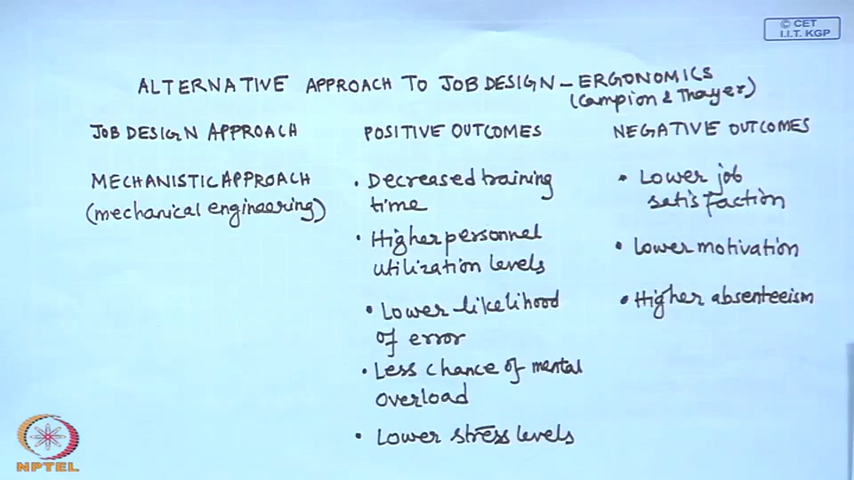 © CET
I.I.T. KGP
ALTERNATIVE APPROACH TO JOB DESIGN - ERGONOMICS
(Campion & Thayer)
JOB DESIGN APPROACH POSITIVE OUTCOMES NEGATIVE OUTCOMES
MECHANISTIC APPROACH
(mechanical engineering)
• Decreased training
time
• Higher personnel
utilization levels
• Lower likelihood
of error
• Less chance of mental
overload
• Lower stress levels
• Lower job
satisfaction
• Lower motivation
• Higher absenteeism
NPTEL